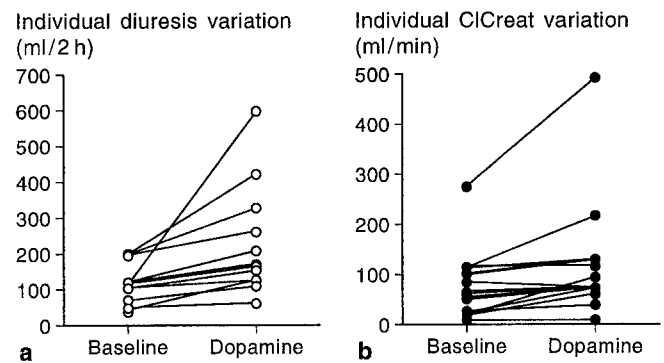 Individual diuresis variation
(ml/2 h)
700
600
500
400
300
200
100
0
Baseline
Dopamine
a
Individual ClCreat variation
(ml/min)
500
400
300
200
100
0
Baseline
Dopamine
b